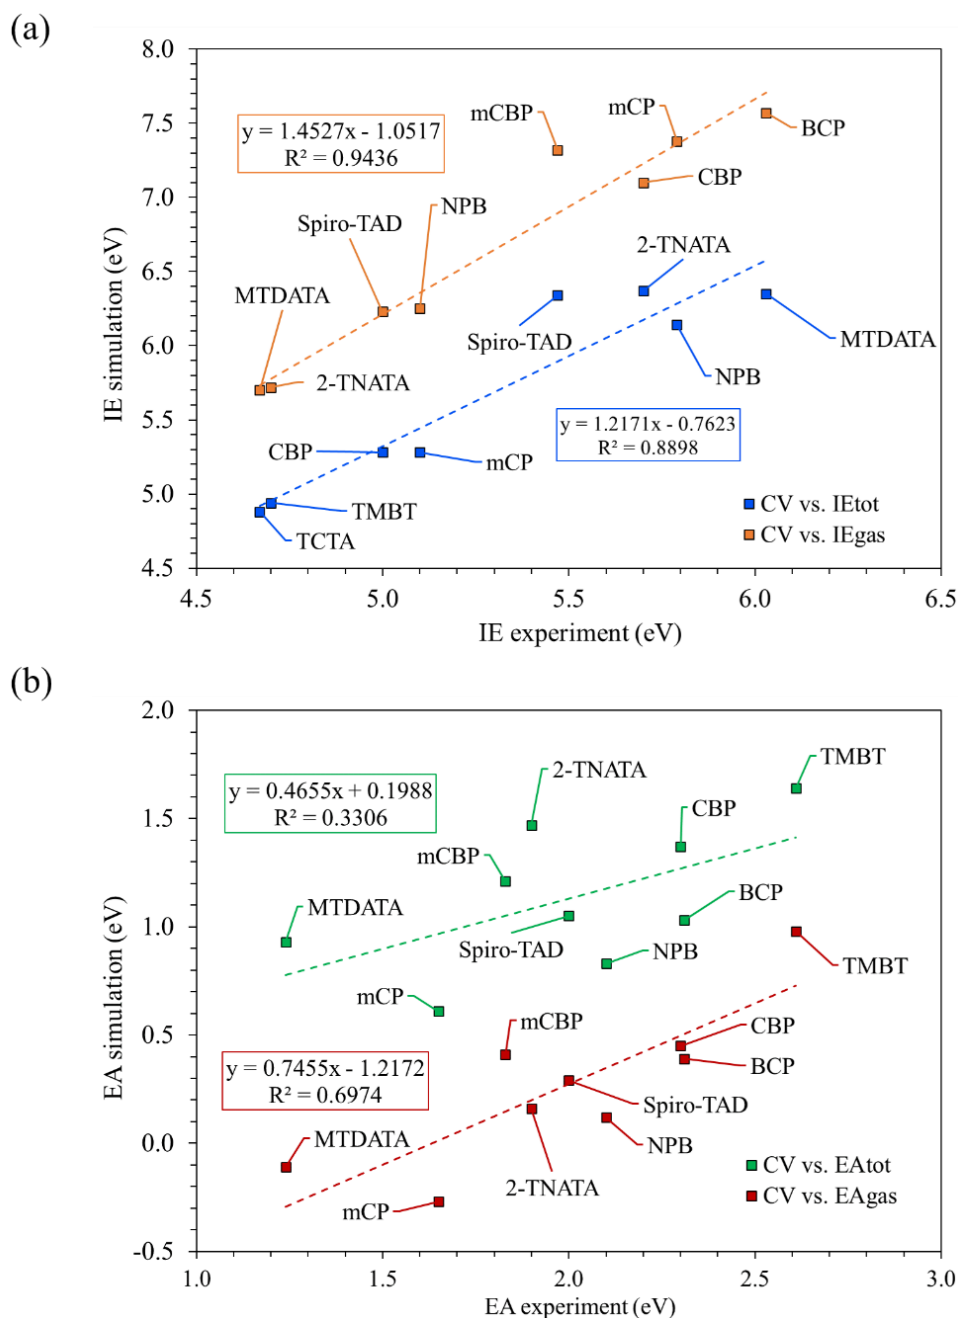 (a)
8.0
7.5
7.0
6.5
6.0
5.5
5.0
4.5
IE simulation (eV)
y = 1.4527x - 1.0517
R² = 0.9436
mCBP
mCP
BCP
CBP
Spiro-TAD
NPB
2-TNATA
MTDATA
2-TNATA
Spiro-TAD
MTDATA
NPB
y = 1.2171x - 0.7623
R² = 0.8898
CBP
mCP
TMBT
TCTA
CV vs. IEtot
CV vs. IEgas
4.5
5.0
5.5
6.0
6.5
IE experiment (eV)
(b)
2.0
1.5
1.0
0.5
0.0
-0.5
EA simulation (eV)
y = 0.4655x + 0.1988
R² = 0.3306
2-TNATA
TMBT
CBP
mCBP
BCP
MTDATA
Spiro-TAD
NPB
TMBT
mCP
mCBP
CBP
BCP
y = 0.7455x - 1.2172
R² = 0.6974
Spiro-TAD
MTDATA
NPB
2-TNATA
mCP
CV vs. EAtot
CV vs. EAgas
1.0
1.5
2.0
2.5
3.0
EA experiment (eV)